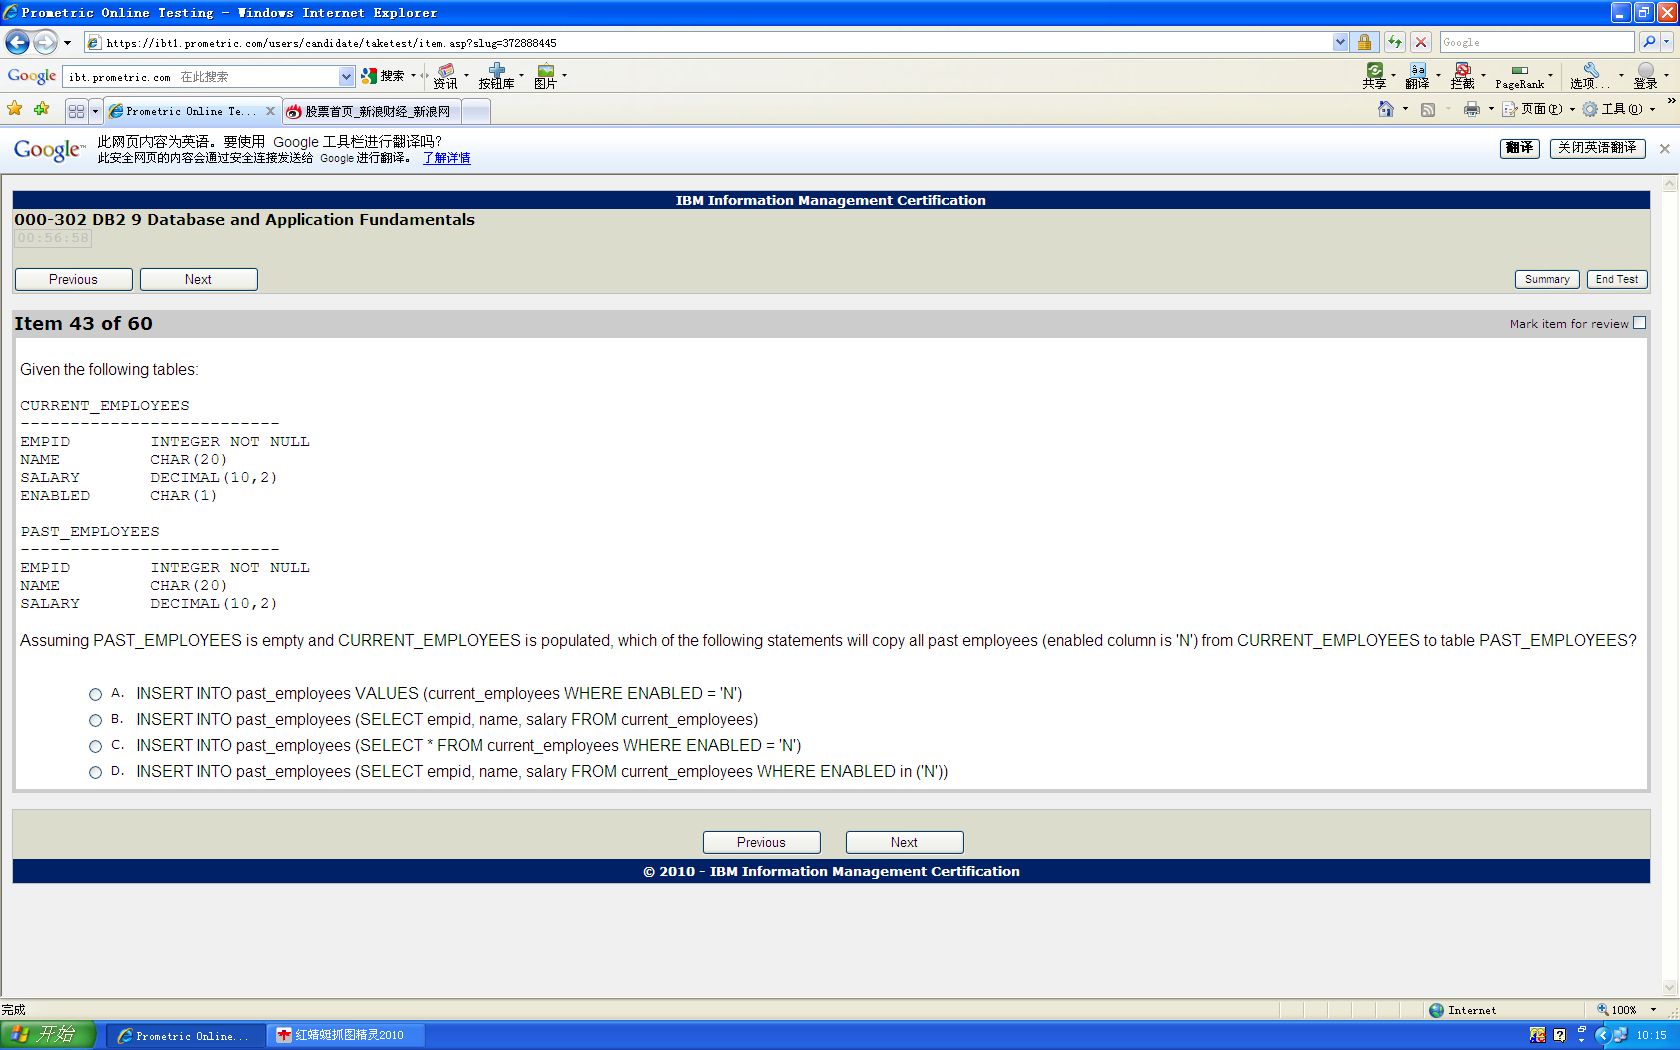 Prometric Online Testing - Windows Internet Explorer
https://ibt1.prometric.com/users/candidate/taketest/item.asp?slug=372888445
Google
Google ibt.prometric.com 在此搜索 搜索 资讯 按钮库 图片 共享 翻译 拦截 PageRank 选项... 登录
Prometric Online Te... 股票首页_新浪财经_新浪网 页面(P) 工具(O)
Google™ 此网页内容为英语。要使用 Google 工具栏进行翻译吗?
此安全网页的内容会通过安全连接发送给 Google 进行翻译。 了解详情
翻译 关闭英语翻译
IBM Information Management Certification
000-302 DB2 9 Database and Application Fundamentals
00:56:58
Previous Next Summary End Test
Item 43 of 60 Mark item for review
Given the following tables:
CURRENT_EMPLOYEES
--------------------------
EMPID INTEGER NOT NULL
NAME CHAR(20)
SALARY DECIMAL(10,2)
ENABLED CHAR(1)
PAST_EMPLOYEES
--------------------------
EMPID INTEGER NOT NULL
NAME CHAR(20)
SALARY DECIMAL(10,2)
Assuming PAST_EMPLOYEES is empty and CURRENT_EMPLOYEES is populated, which of the following statements will copy all past employees (enabled column is 'N') from CURRENT_EMPLOYEES to table PAST_EMPLOYEES?
A. INSERT INTO past_employees VALUES (current_employees WHERE ENABLED = 'N')
B. INSERT INTO past_employees (SELECT empid, name, salary FROM current_employees)
C. INSERT INTO past_employees (SELECT * FROM current_employees WHERE ENABLED = 'N')
D. INSERT INTO past_employees (SELECT empid, name, salary FROM current_employees WHERE ENABLED in ('N'))
Previous Next
© 2010 - IBM Information Management Certification
完成 Internet 100%
开始 Prometric Online... 红蜻蜓抓图精灵2010 10:15